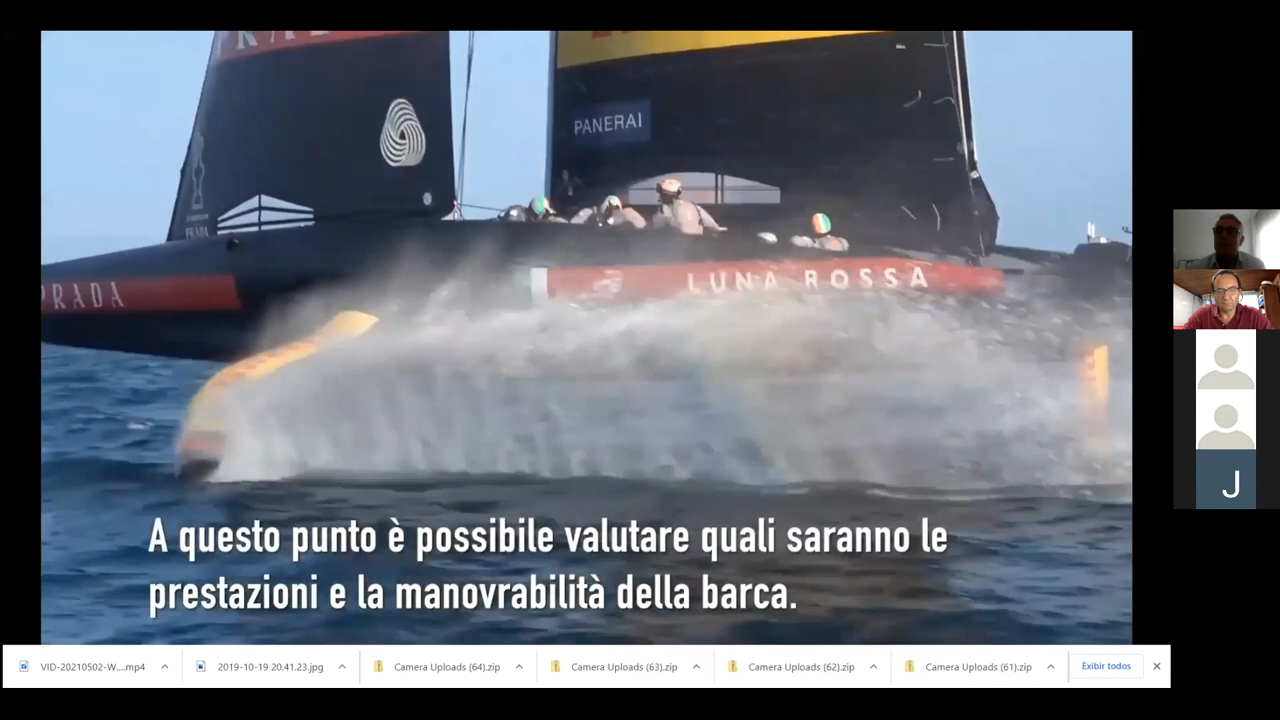 PRADA
PANERAI
PRADA
PRADA
LUNA ROSSA
A questo punto è possibile valutare quali saranno le
prestazioni e la manovrabilità della barca.
J
VID-20210502-W....mp4
2019-10-19 20.41.23.jpg
Camera Uploads (64).zip
Camera Uploads (63).zip
Camera Uploads (62).zip
Camera Uploads (61).zip
Exibir todos